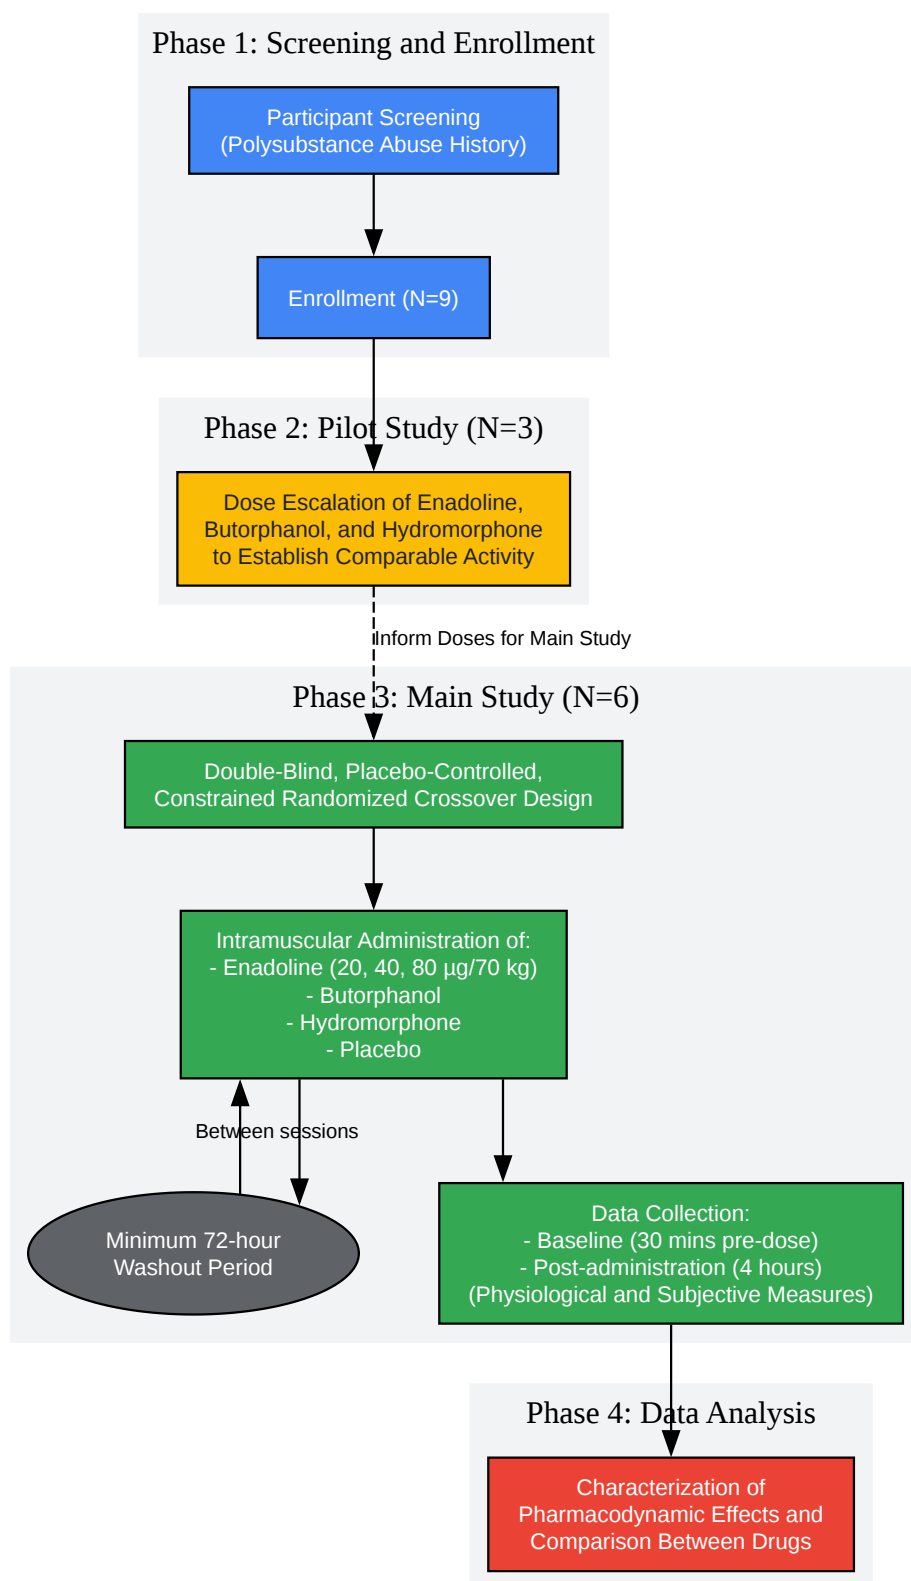 Phase 1: Screening and Enrollment
Participant Screening
(Polysubstance Abuse History)
Enrollment (N=9)
Phase 2: Pilot Study (N=3)
Dose Escalation of Enadoline,
Butorphanol, and Hydromorphone
to Establish Comparable Activity
Inform Doses for Main Study
Phase 3: Main Study (N=6)
Double-Blind, Placebo-Controlled,
Constrained Randomized Crossover Design
Intramuscular Administration of:
- Enadoline (20, 40, 80 µg/70 kg)
- Butorphanol
- Hydromorphone
- Placebo
Between sessions
Minimum 72-hour
Washout Period
Data Collection:
- Baseline (30 mins pre-dose)
- Post-administration (4 hours)
(Physiological and Subjective Measures)
Phase 4: Data Analysis
Characterization of
Pharmacodynamic Effects and
Comparison Between Drugs